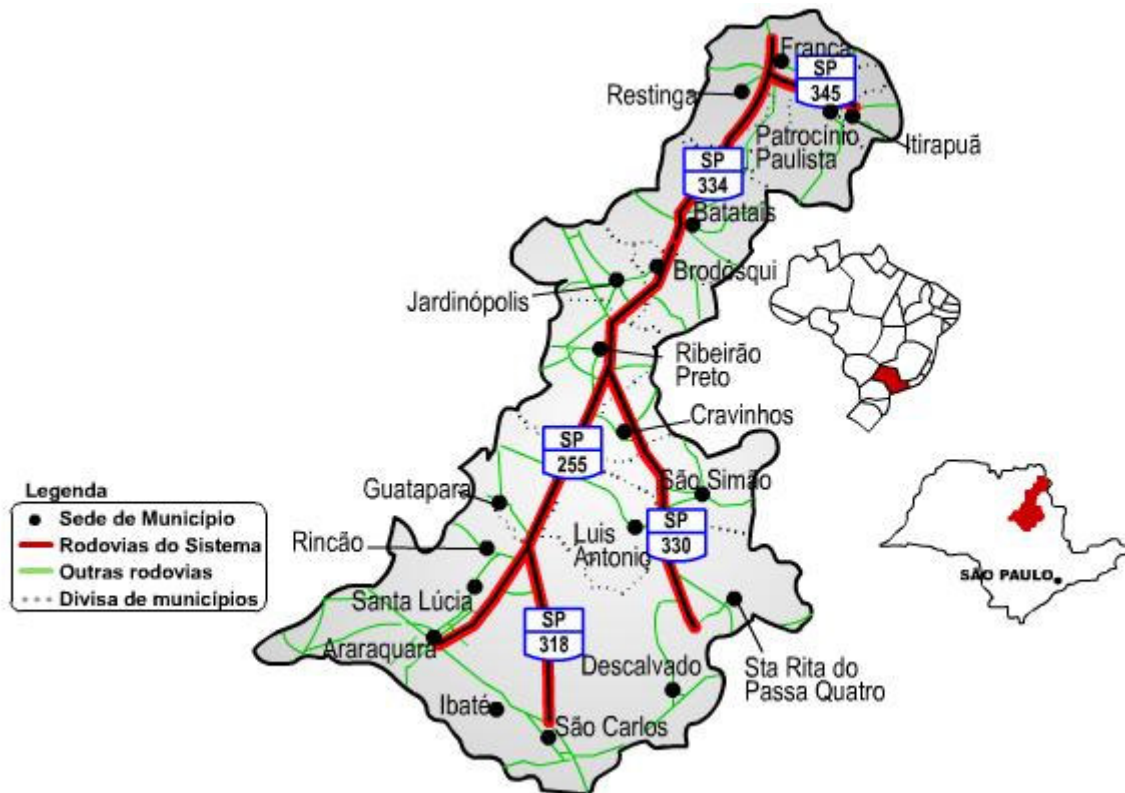 Franca
SP
345
Restinga
Patrocínio
Paulista
Itirapuã
SP
334
Batatais
Brodósqui
Jardinópolis
Ribeirão
Preto
Cravinhos
SP
255
São Simão
Guatapara
Luis
Antonio
SP
330
Rincão
Santa Lúcia
SP
318
Araraquara
Descalvado
Sta Rita do
Passa Quatro
Ibaté
São Carlos
Legenda
Sede de Município
Rodovias do Sistema
Outras rodovias
Divisa de municípios
SÃO PAULO